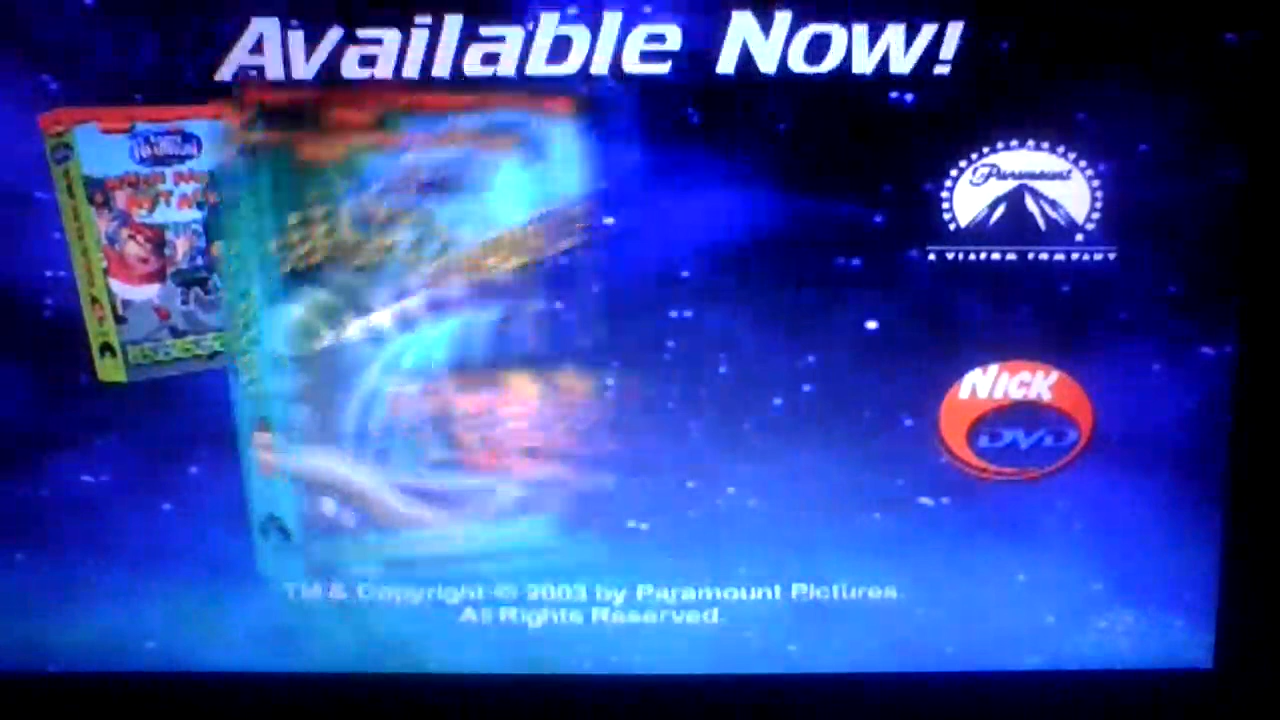 Available Now!
Paramount
A VIACOM COMPANY
NICK
DVD
TM & Copyright © 2003 by Paramount Pictures.
All Rights Reserved.